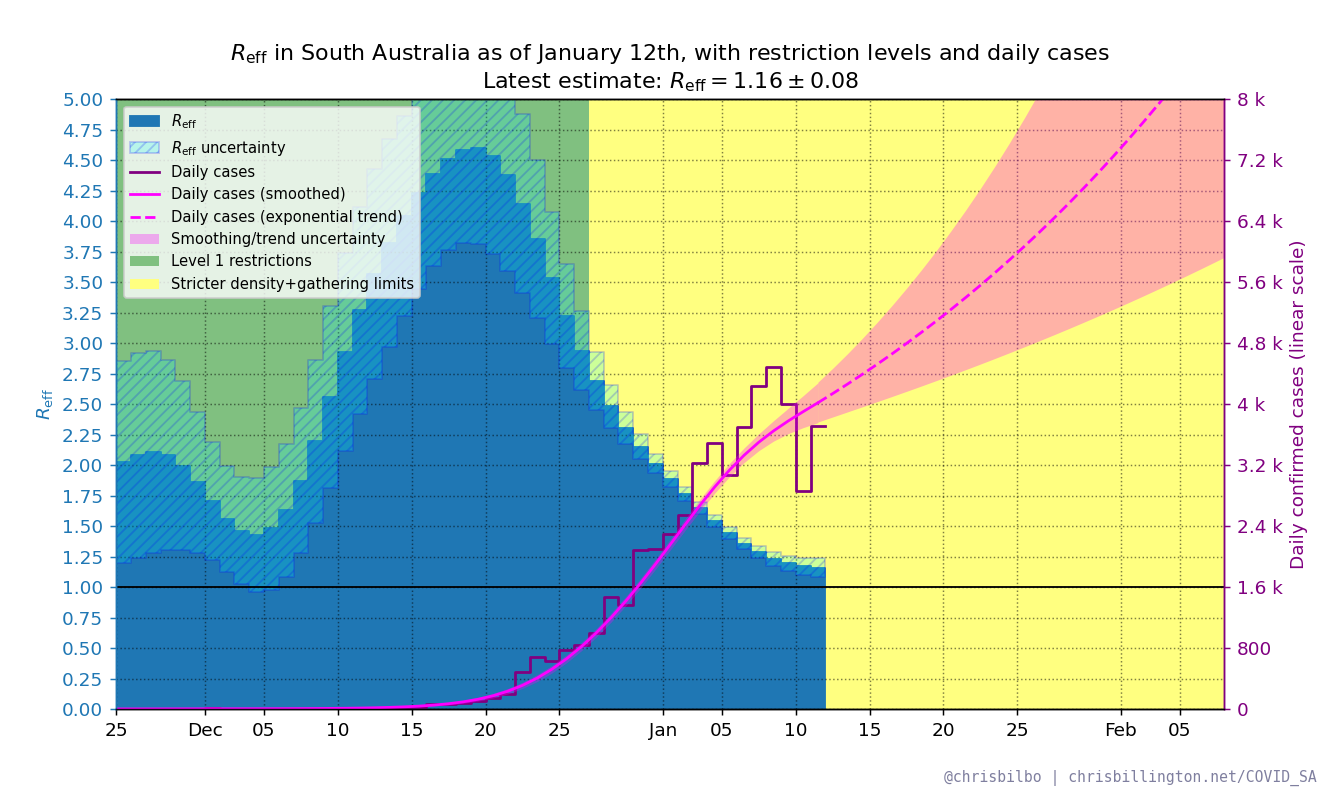 R_eff in South Australia as of January 12th, with restriction levels and daily cases
Latest estimate: R_eff = 1.16 ± 0.08
R_eff
R_eff uncertainty
Daily cases
Daily cases (smoothed)
Daily cases (exponential trend)
Smoothing/trend uncertainty
Level 1 restrictions
Stricter density+gathering limits
R_eff
5.00
4.75
4.50
4.25
4.00
3.75
3.50
3.25
3.00
2.75
2.50
2.25
2.00
1.75
1.50
1.25
1.00
0.75
0.50
0.25
0.00
8 k
7.2 k
6.4 k
5.6 k
4.8 k
4 k
3.2 k
2.4 k
1.6 k
800
0
Daily confirmed cases (linear scale)
25 Dec 05 10 15 20 25 Jan 05 10 15 20 25 Feb 05
@chrisbilbo | chrisbillington.net/COVID_SA